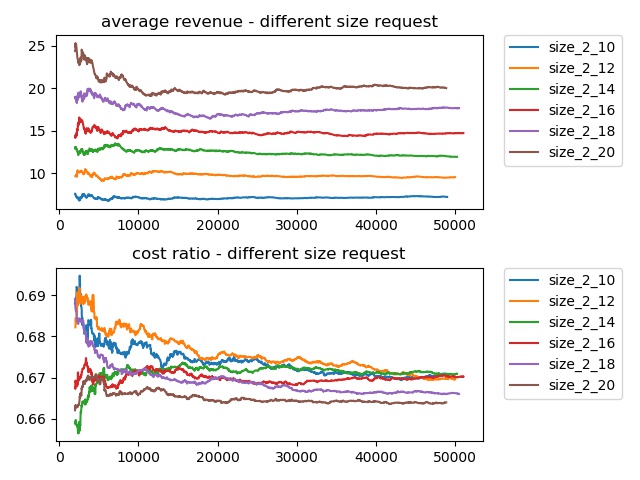 average revenue - different size request
25
20
15
10
0 10000 20000 30000 40000 50000
size_2_10
size_2_12
size_2_14
size_2_16
size_2_18
size_2_20
cost ratio - different size request
0.69
0.68
0.67
0.66
0 10000 20000 30000 40000 50000
size_2_10
size_2_12
size_2_14
size_2_16
size_2_18
size_2_20